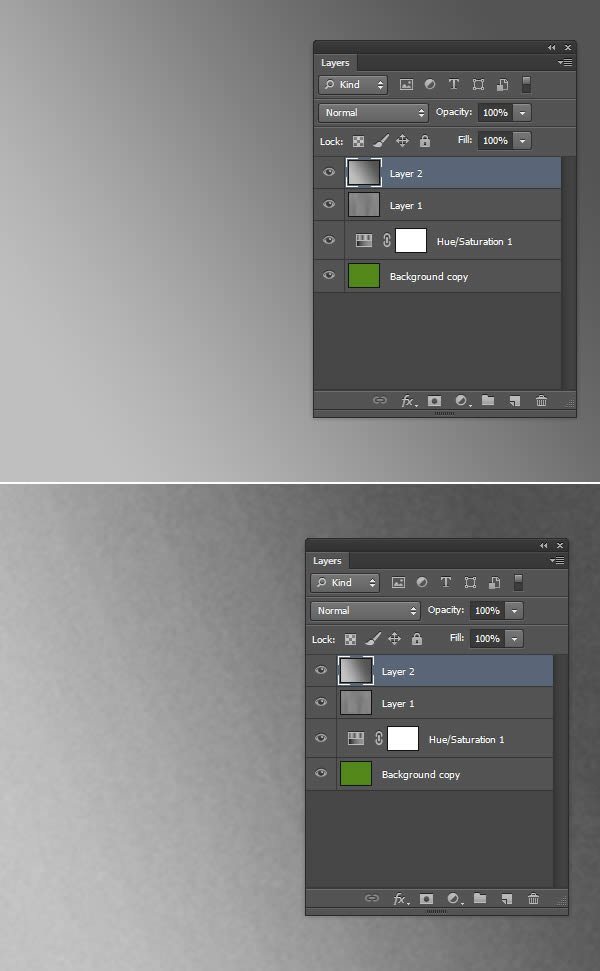 Layers
Kind
Normal Opacity: 100%
Lock: Fill: 100%
Layer 2
Layer 1
Hue/Saturation 1
Background copy
fx
Layers
Kind
Normal Opacity: 100%
Lock: Fill: 100%
Layer 2
Layer 1
Hue/Saturation 1
Background copy
fx